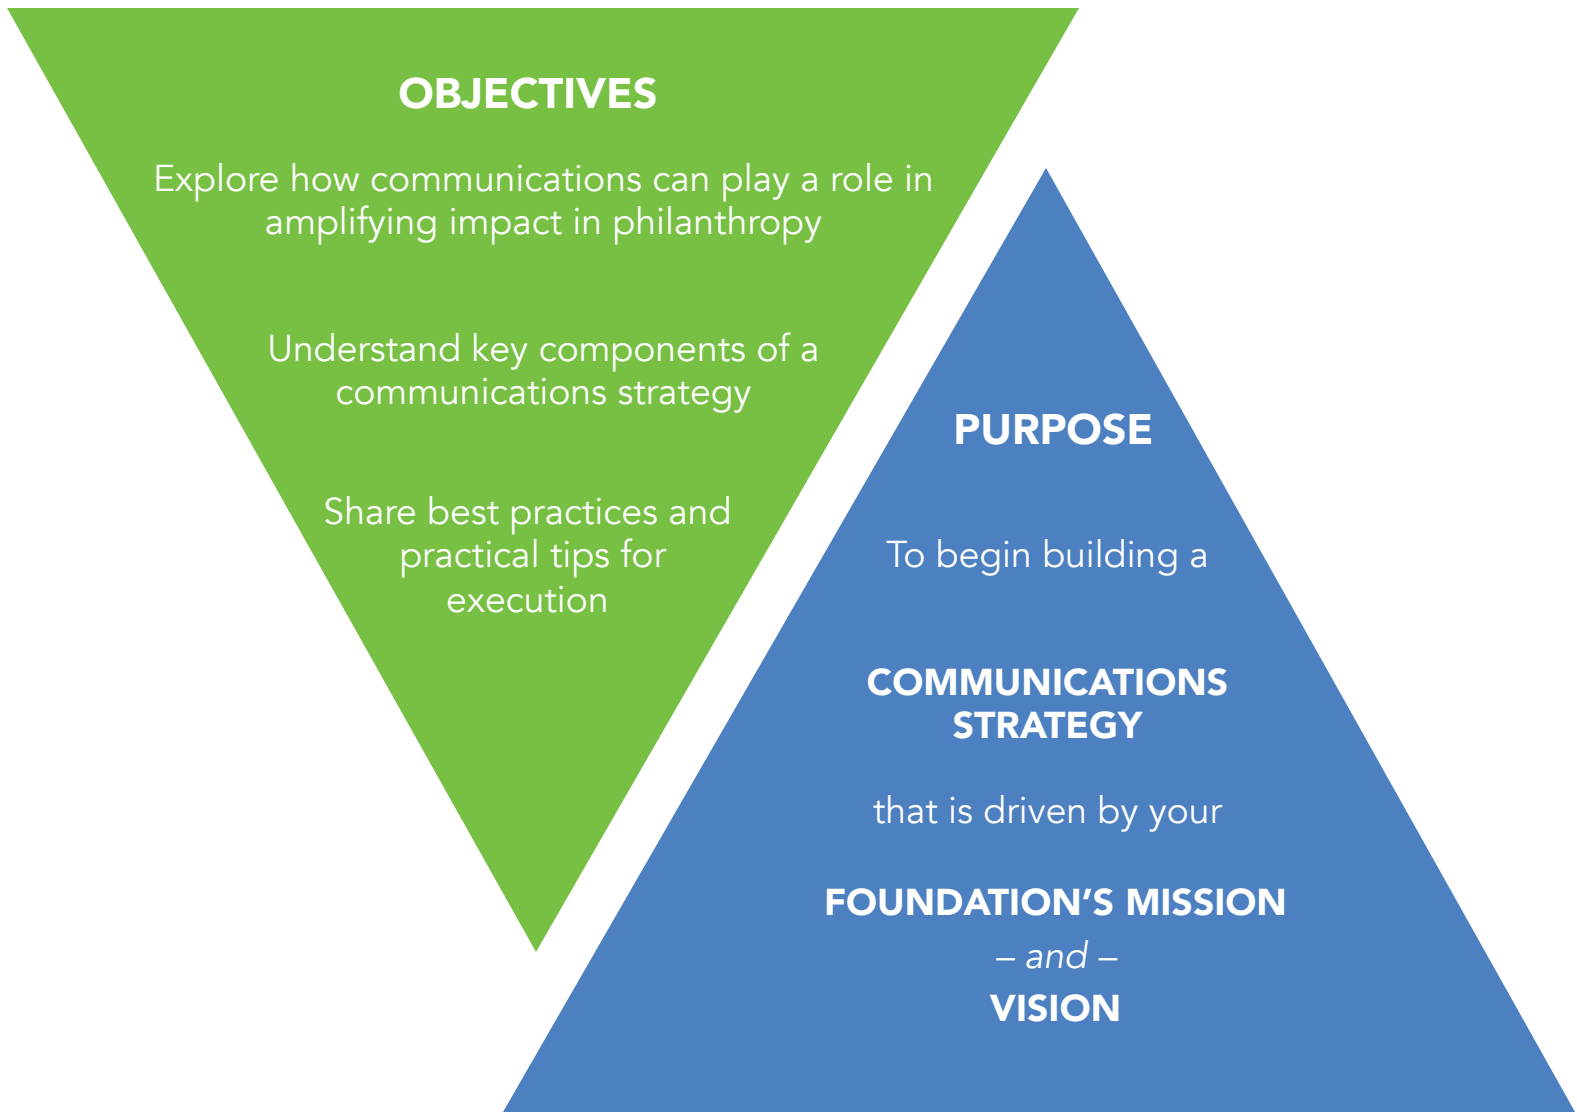 OBJECTIVES
Explore how communications can play a role in
amplifying impact in philanthropy
Understand key components of a
communications strategy
Share best practices and
practical tips for
execution
PURPOSE
To begin building a
COMMUNICATIONS
STRATEGY
that is driven by your
FOUNDATION’S MISSION
– and –
VISION